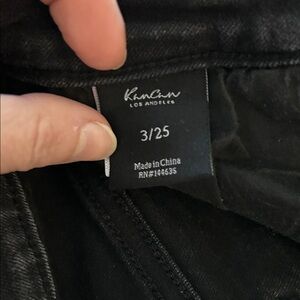 KanCan
LOS ANGELES
3/25
Made in China
RN#144635